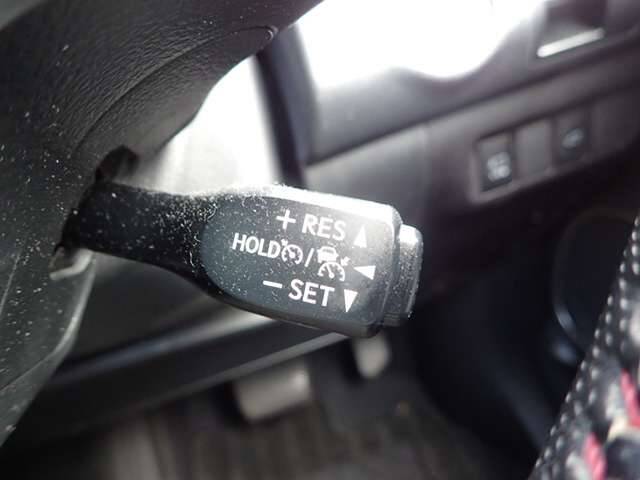 + RES
HOLD /
− SET